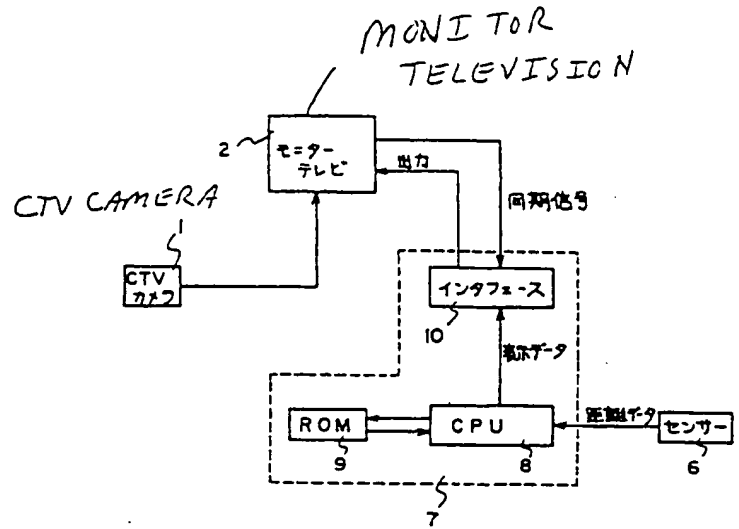 MONITOR
TELEVISION
2
モニター
テレビ
出力
同期信号
CTV CAMERA
1
CTV
カメラ
インタフェース
10
表示データ
ROM
9
CPU
8
距離データ
センサー
6
7